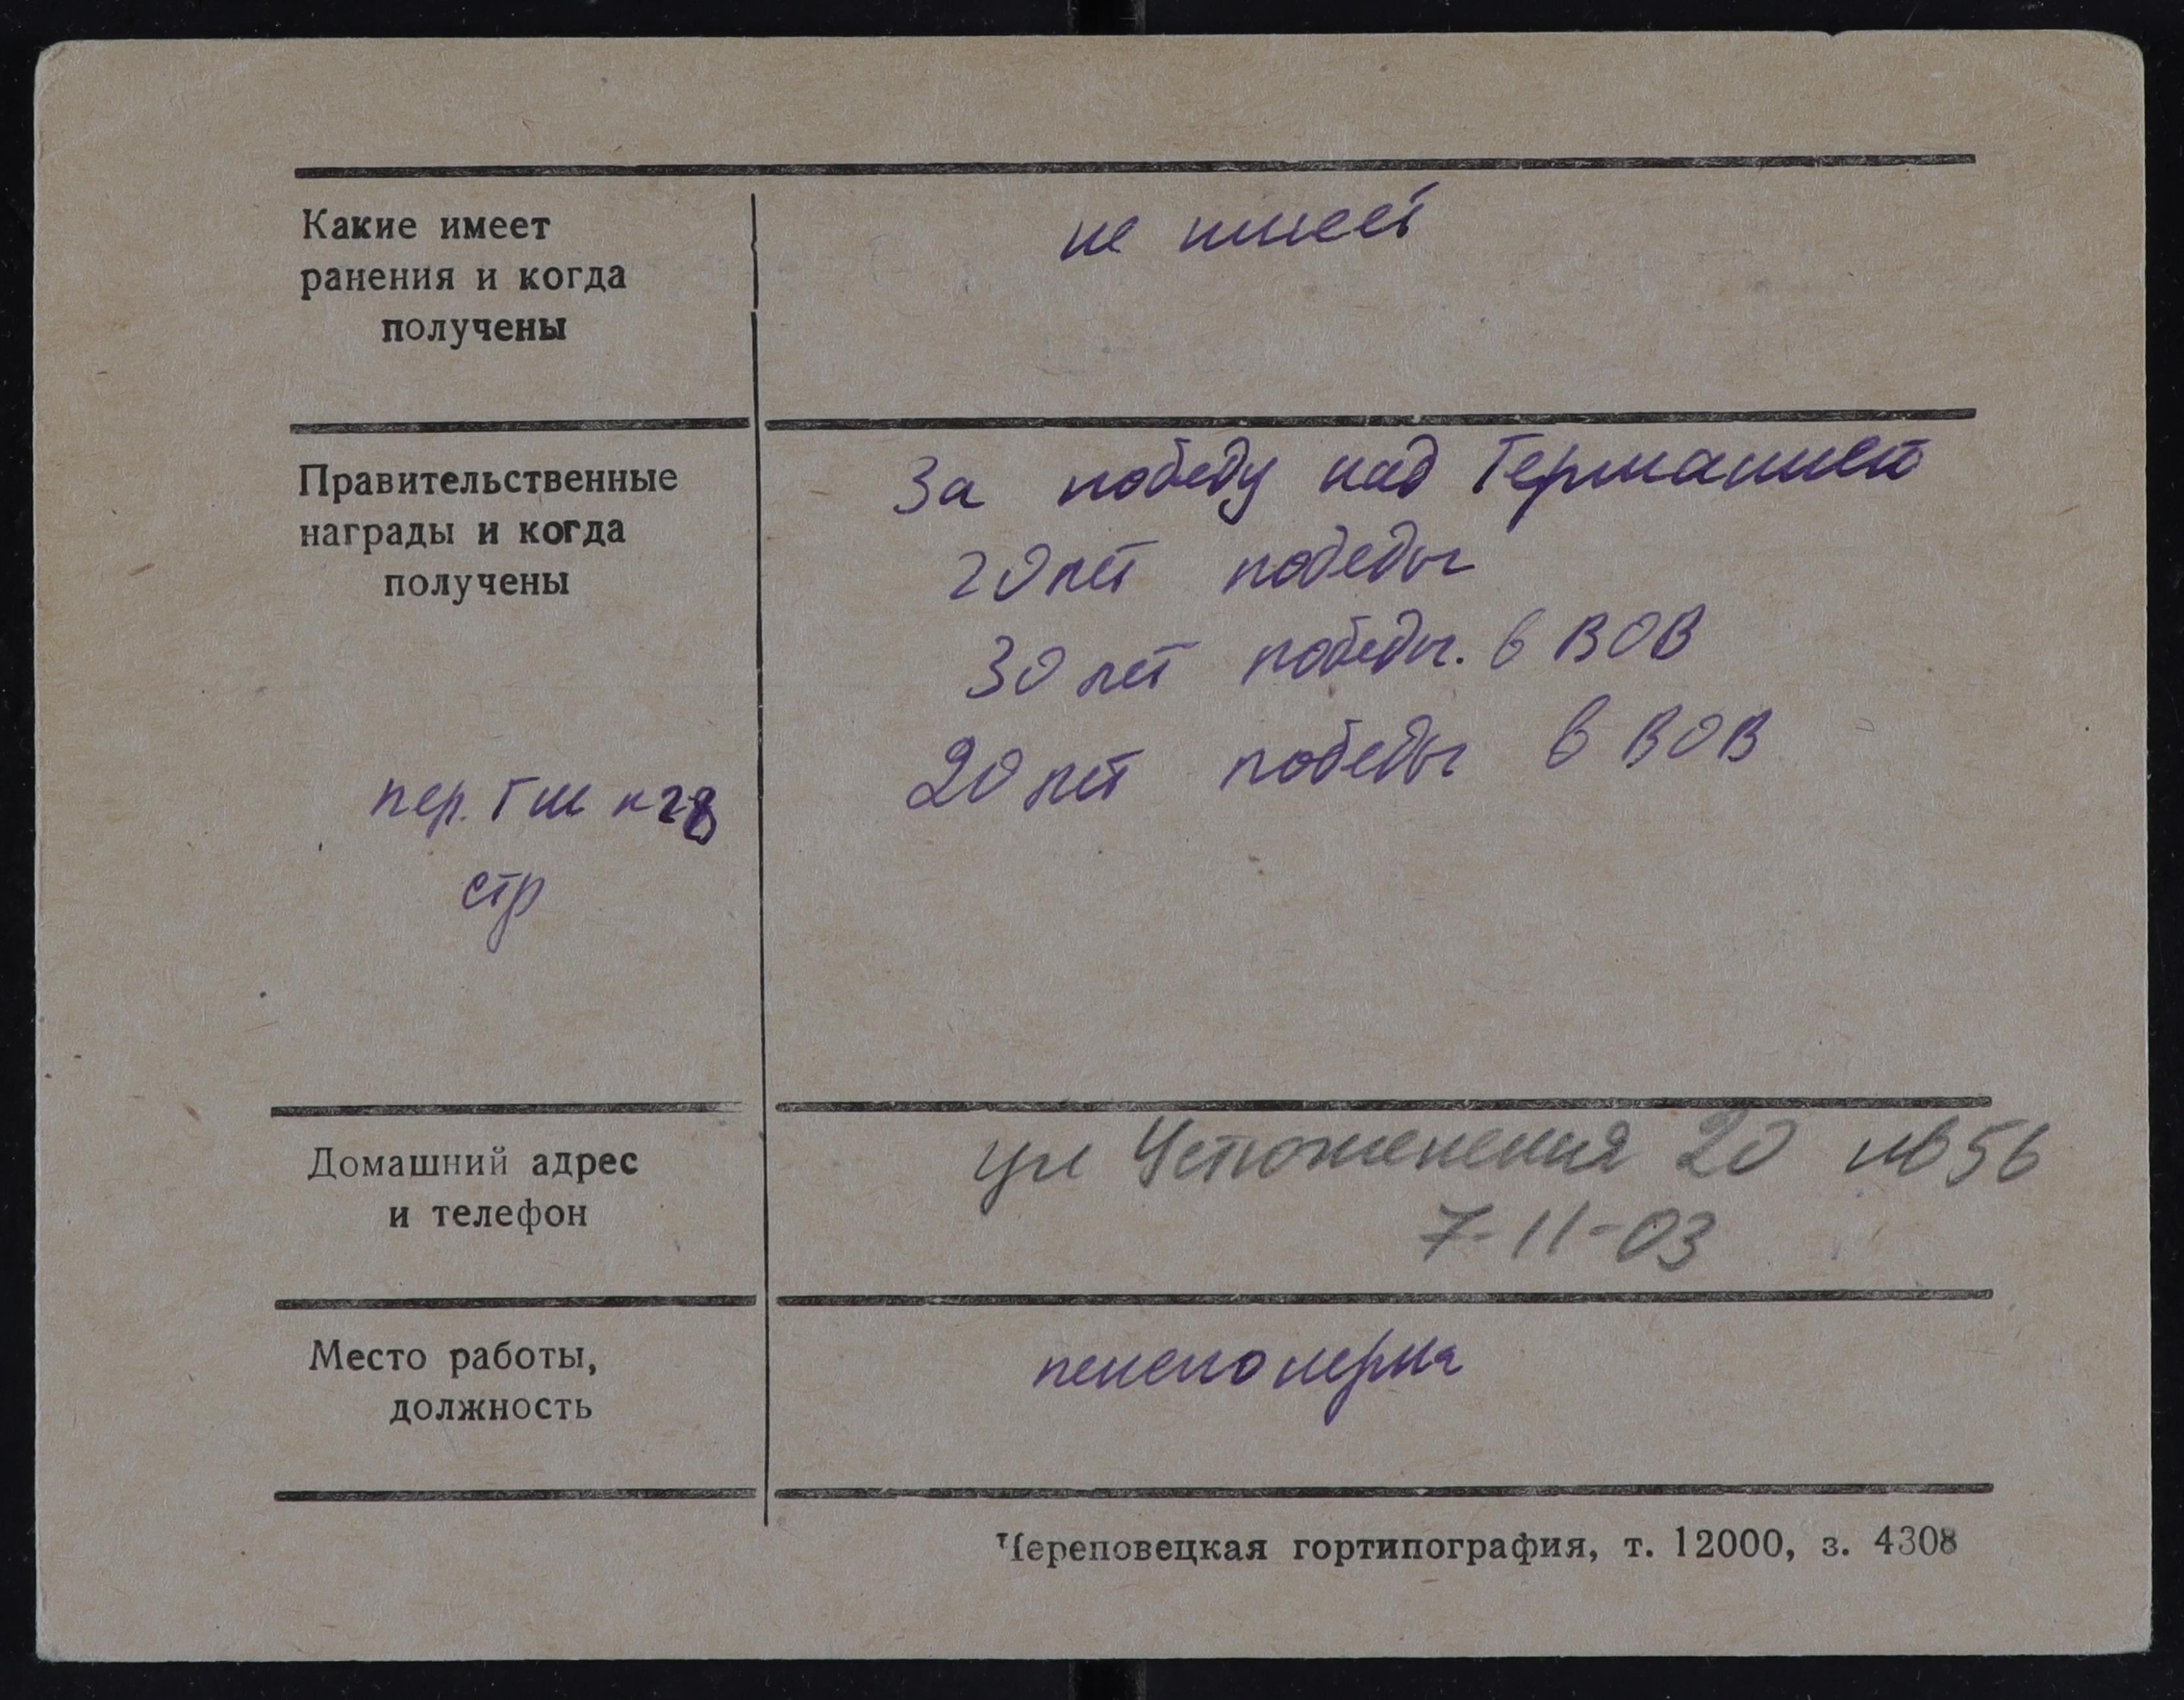 Какие имеет
ранения и когда
получены
не имеет
Правительственные
награды и когда
получены
За победу над Германией
20 лет победы
30 лет победы. в ВОВ
20 лет победы в ВОВ
пер. Гш к 28
стр
Домашний адрес
и телефон
ул Устюженская 20 кв 56
7-11-03
Место работы,
должность
пенсионерка
Череповецкая гортипография, т. 12000, з. 4308